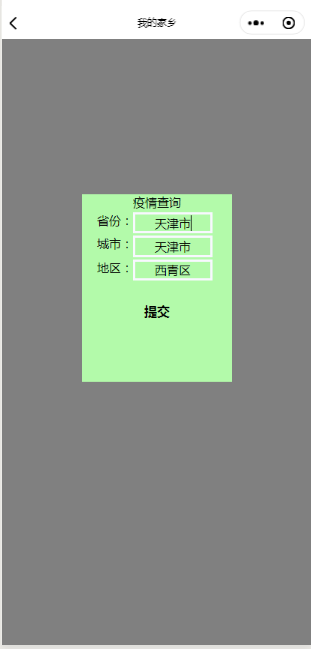 我的家乡
疫情查询
省份：天津市
城市：天津市
地区：西青区
提交